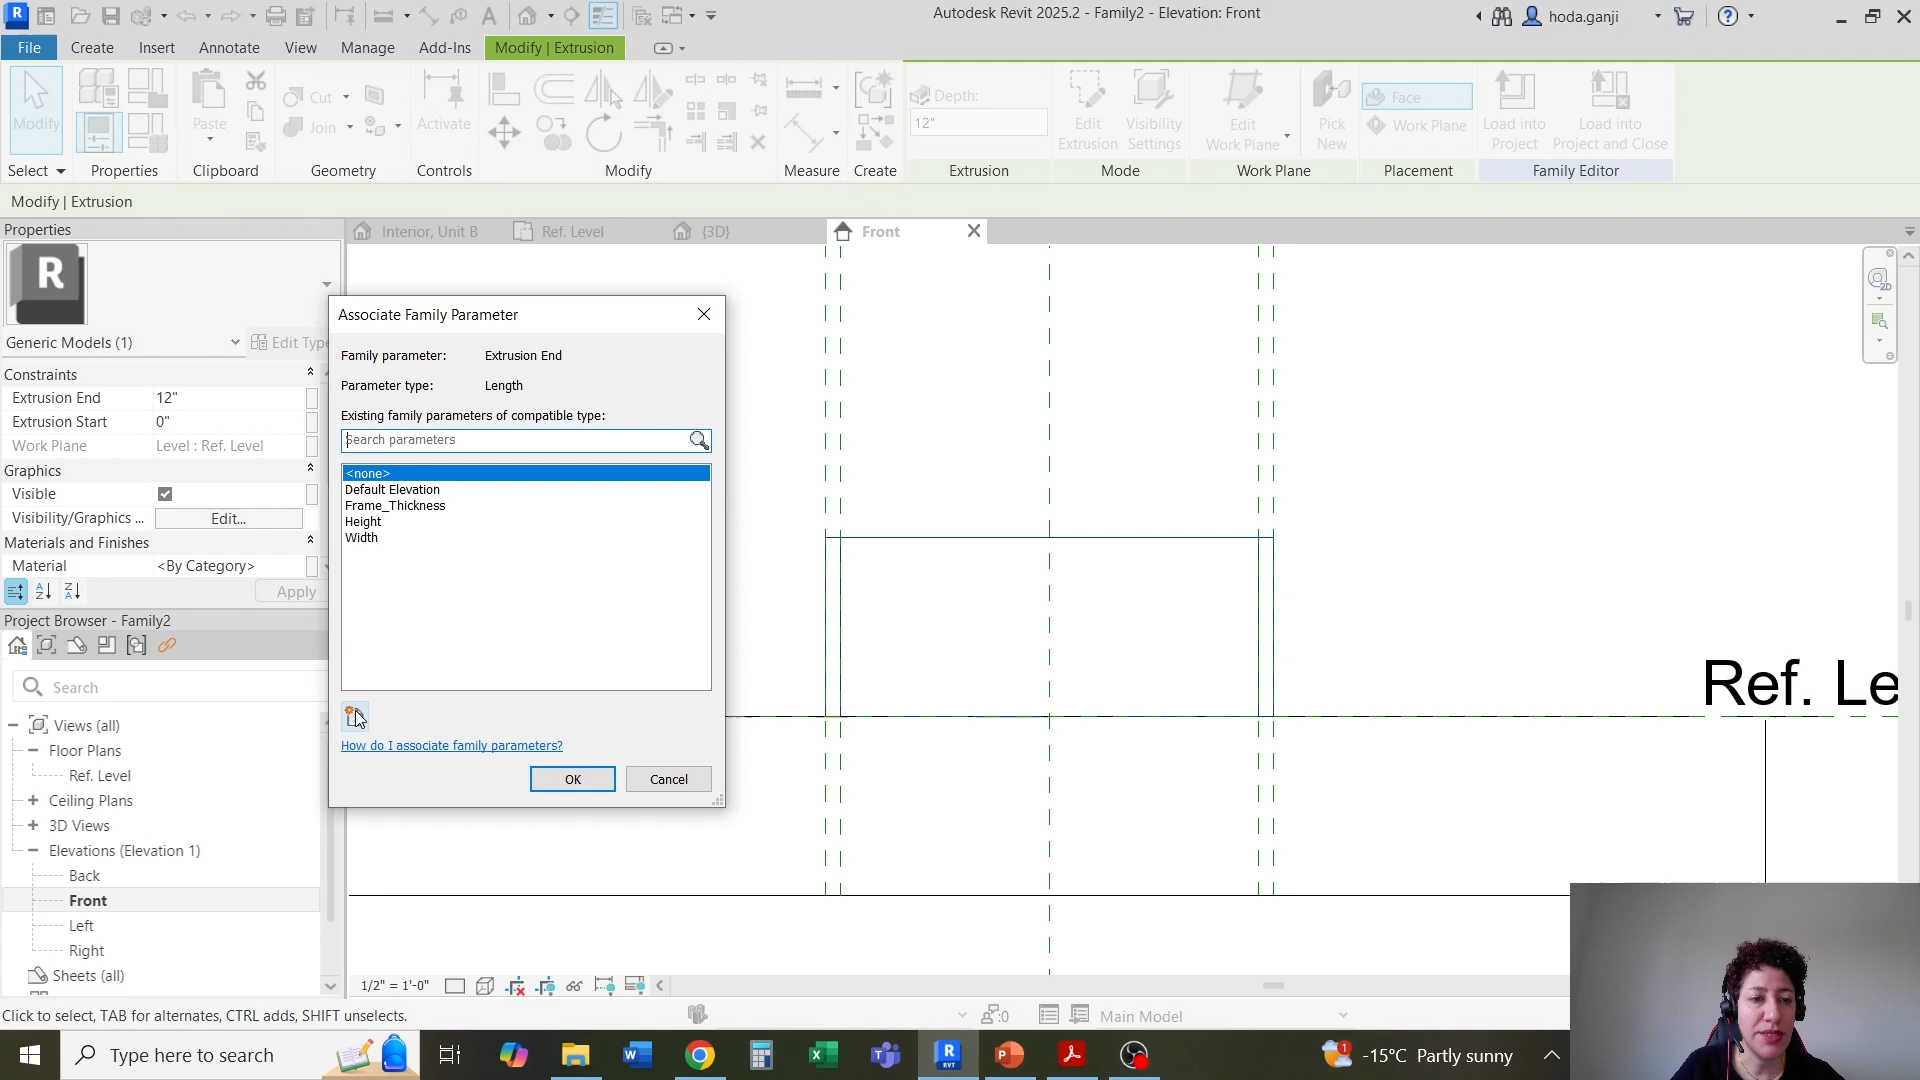 Autodesk Revit 2025.2 - Family2 - Elevation: Front
hoda.ganji
File Create Insert Annotate View Manage Add-Ins Modify | Extrusion
Modify
Paste
Cut
Join
Activate
Depth:
12"
Edit Extrusion
Visibility Settings
Edit Work Plane
Pick New
Face
Work Plane
Load into Project
Load into Project and Close
Select Properties Clipboard Geometry Controls Modify Measure Create Extrusion Mode Work Plane Placement Family Editor
Modify | Extrusion
Properties
Interior, Unit B Ref. Level {3D} Front
R
Generic Models (1) Edit Type
Constraints
Extrusion End 12"
Extrusion Start 0"
Work Plane Level : Ref. Level
Graphics
Visible
Visibility/Graphics ... Edit...
Materials and Finishes
Material <By Category>
Apply
Project Browser - Family2
Search
Views (all)
Floor Plans
Ref. Level
Ceiling Plans
3D Views
Elevations (Elevation 1)
Back
Front
Left
Right
Sheets (all)
Associate Family Parameter
Family parameter: Extrusion End
Parameter type: Length
Existing family parameters of compatible type:
Search parameters
<none>
Default Elevation
Frame_Thickness
Height
Width
How do I associate family parameters?
OK Cancel
Ref. Le
2D
1/2" = 1'-0"
Click to select, TAB for alternates, CTRL adds, SHIFT unselects.
:0
Main Model
Type here to search
-15°C Partly sunny